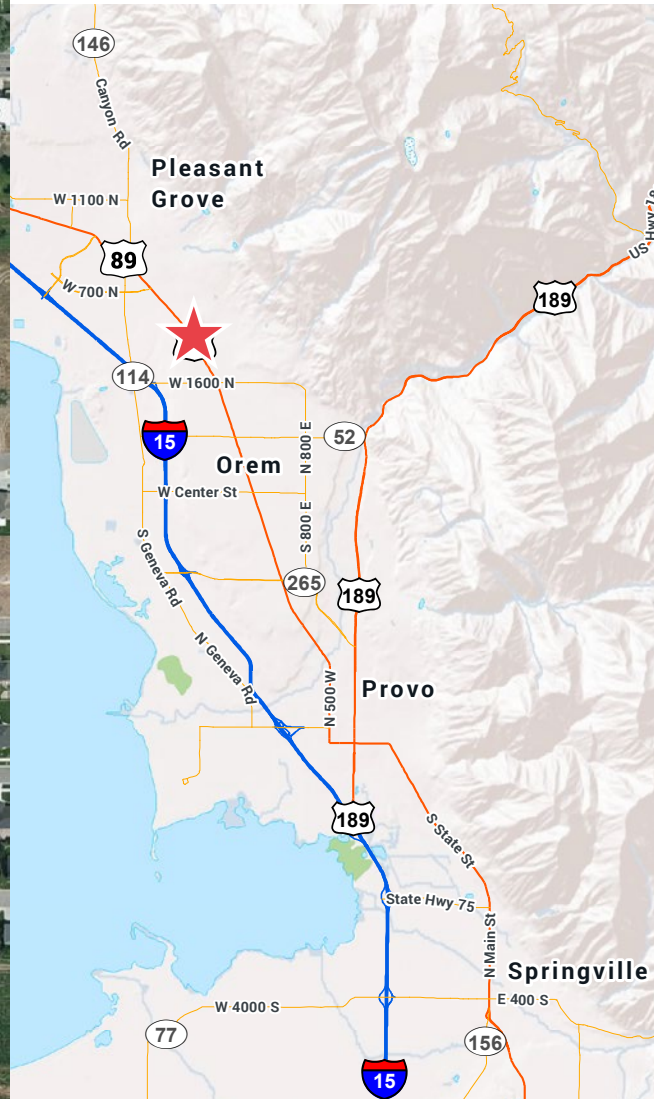 146
Canyon Rd
Pleasant
Grove
W 1100 N
89
US Hwy
W 700 N
189
114
W 1600 N
15
52
N 800 E
Orem
W Center St
S 800 E
S Geneva Rd
265
189
N Geneva Rd
N 500 W
Provo
189
S State St
State Hwy 75
N Main St
Springville
W 4000 S
E 400 S
77
156
15